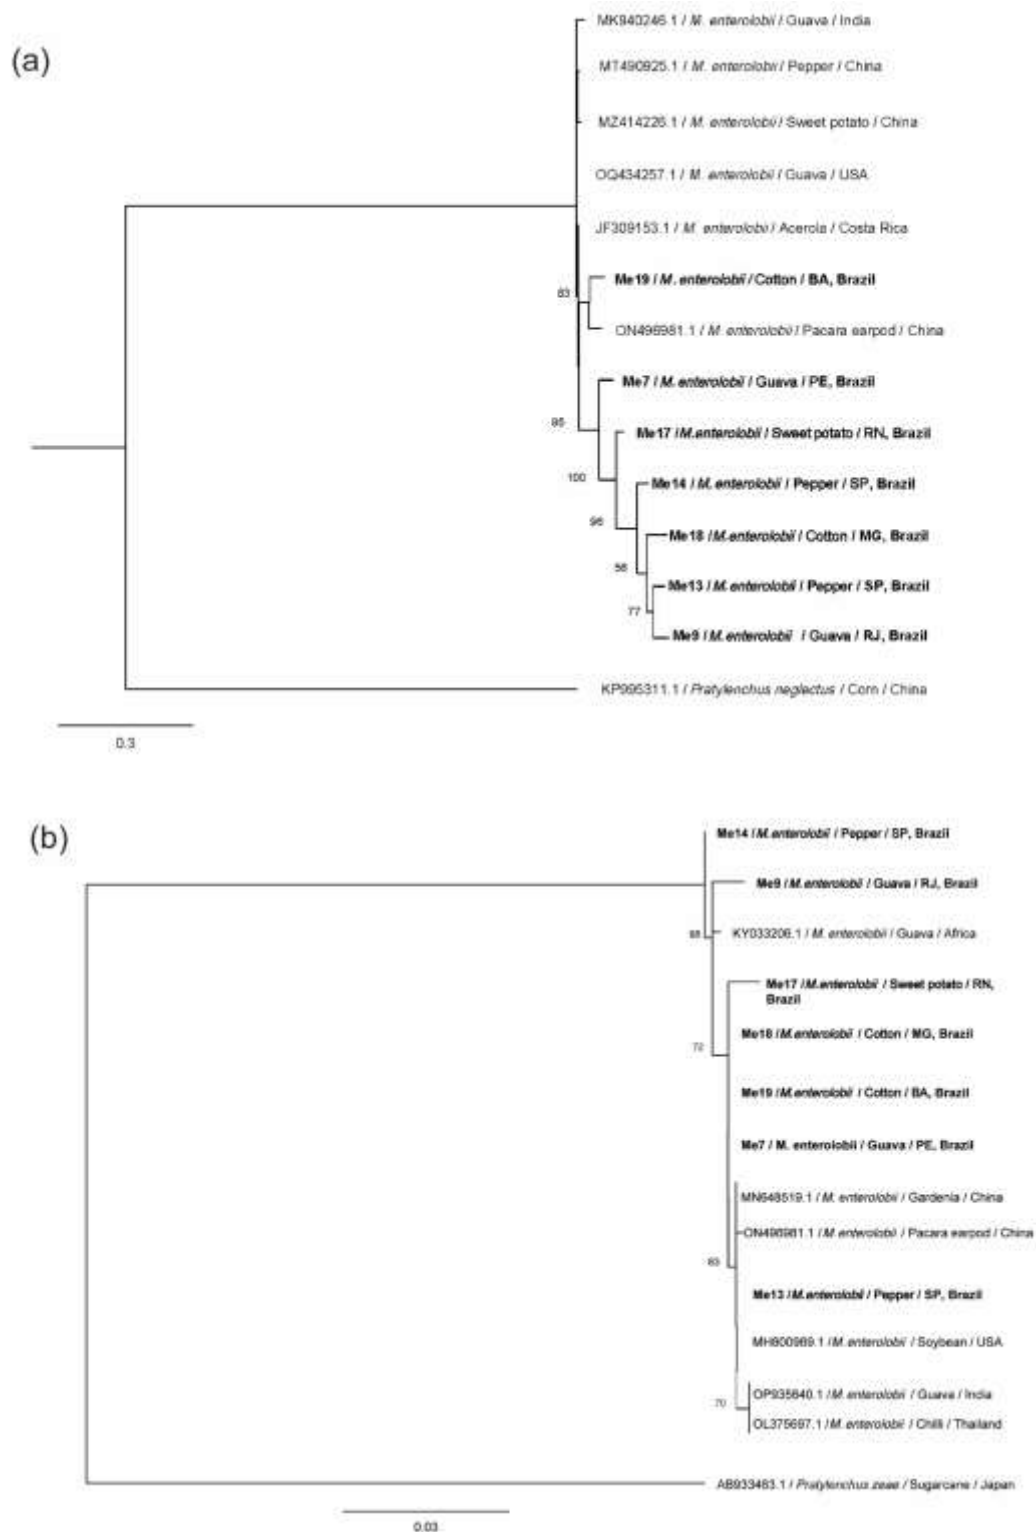 MK940246.1 / M. enterolobii / Guava / India
(a)
MT490925.1 / M. enterolobii / Pepper / China
MZ414226.1 / M. enterolobii / Sweet potato / China
OQ434257.1 / M. enterolobii / Guava / USA
JF309153.1 / M. enterolobii / Acerola / Costa Rica
Me19 / M. enterolobii / Cotton / BA, Brazil
83
ON496981.1 / M. enterolobii / Pacara earpod / China
Me7 / M. enterolobii / Guava / PE, Brazil
95
Me17 / M.enterolobii / Sweet potato / RN, Brazil
100
Me14 / M. enterolobii / Pepper / SP, Brazil
96
Me18 / M.enterolobii / Cotton / MG, Brazil
56
Me13 / M.enterolobii / Pepper / SP, Brazil
77
Me9 / M.enterolobii / Guava / RJ, Brazil
KP995311.1 / Pratylenchus neglectus / Corn / China
0.3
(b)
Me14 / M.enterolobii / Pepper / SP, Brazil
Me9 / M.enterolobii / Guava / RJ, Brazil
KY033206.1 / M. enterolobii / Guava / Africa
Me17 / M.enterolobii / Sweet potato / RN,
Brazil
Me18 / M.enterolobii / Cotton / MG, Brazil
72
Me19 / M.enterolobii / Cotton / BA, Brazil
Me7 / M. enterolobii / Guava / PE, Brazil
MN648519.1 / M. enterolobii / Gardenia / China
ON496981.1 / M. enterolobii / Pacara earpod / China
Me13 / M.enterolobii / Pepper / SP, Brazil
MH800969.1 / M. enterolobii / Soybean / USA
70
OP935640.1 / M. enterolobii / Guava / India
OL375697.1 / M. enterolobii / Chilli / Thailand
AB933463.1 / Pratylenchus zeae / Sugarcane / Japan
0.03